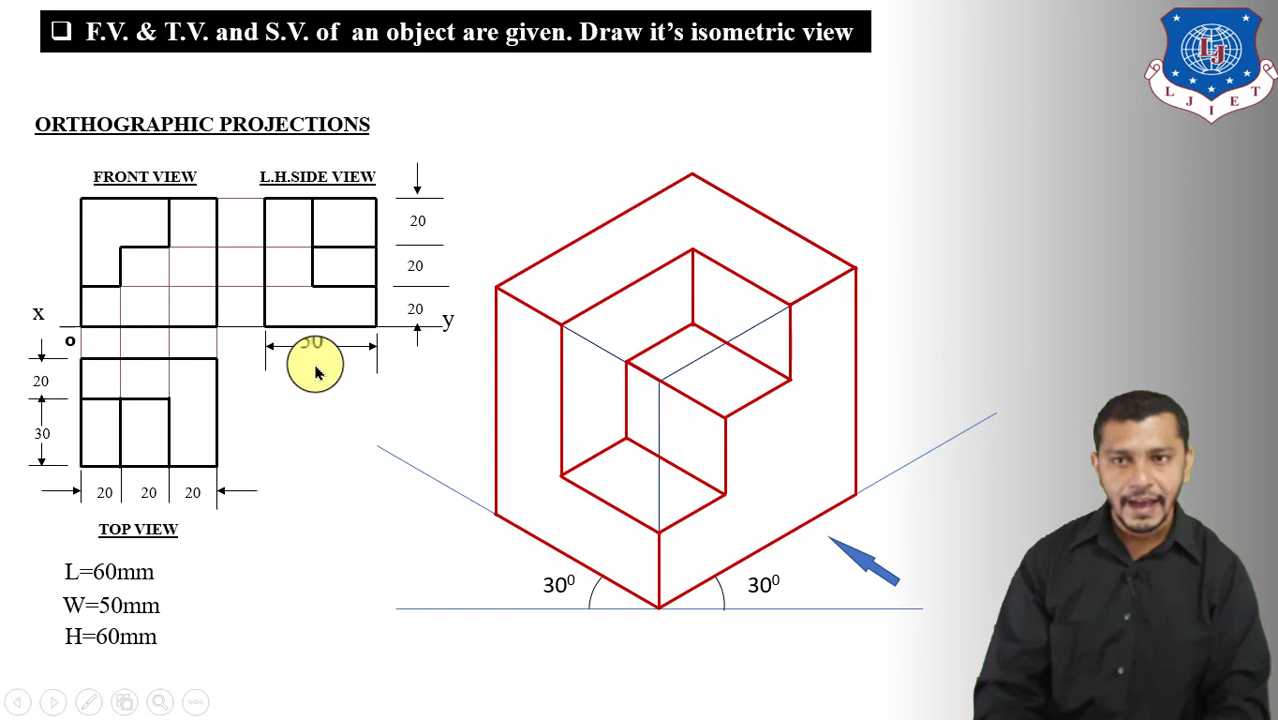 ❑ F.V. & T.V. and S.V. of an object are given. Draw it's isometric view
L J
L J I E T
ORTHOGRAPHIC PROJECTIONS
FRONT VIEW L.H.SIDE VIEW
20
20
20
x y
o
20
30
20 20 20
TOP VIEW
L=60mm
W=50mm
H=60mm
30⁰ 30⁰